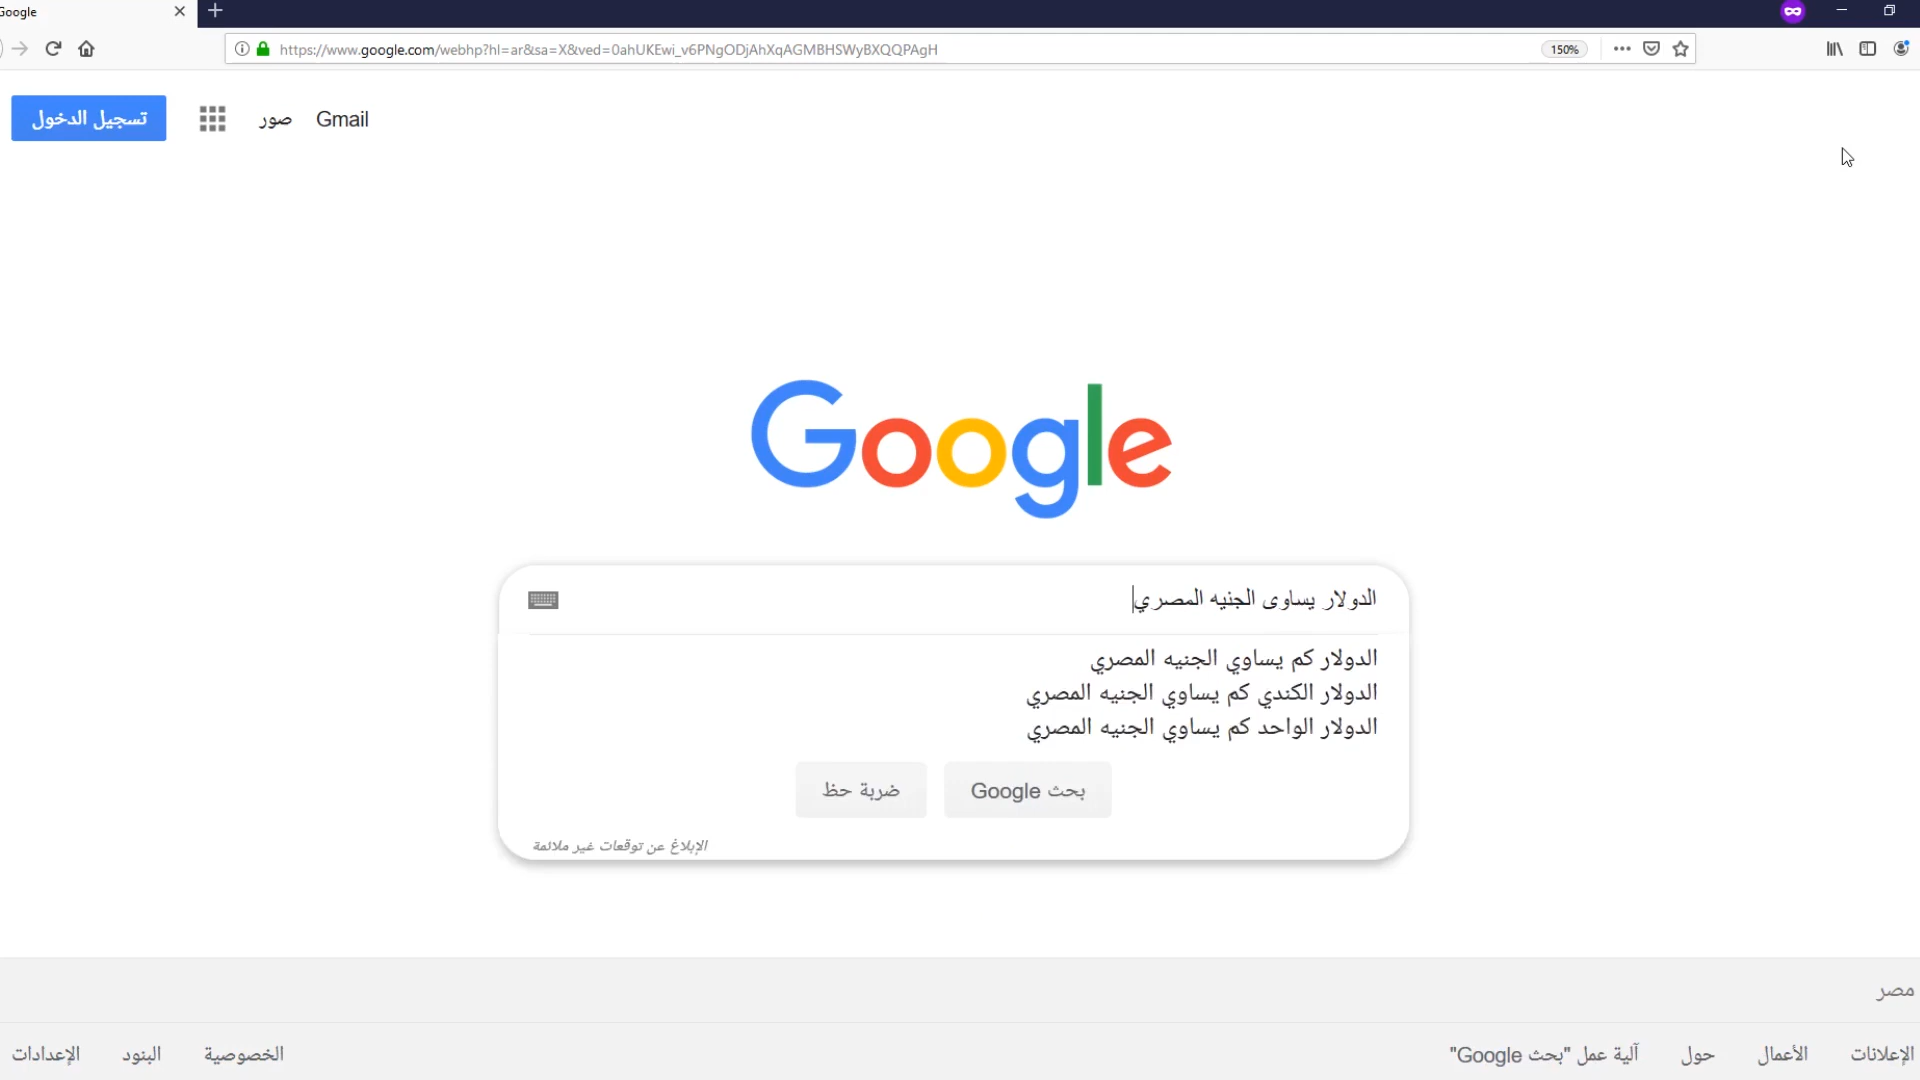 Google
https://www.google.com/webhp?hl=ar&sa=X&ved=0ahUKEwi_v6PNgODjAhXqAGMBHSWyBXQQPAgH
150%
Gmail
صور
تسجيل الدخول
Google
الدولار يساوى الجنيه المصري
الدولار كم يساوي الجنيه المصري
الدولار الكندي كم يساوي الجنيه المصري
الدولار الواحد كم يساوي الجنيه المصري
بحث Google
ضربة حظ
الإبلاغ عن توقعات غير ملائمة
مصر
الإعلانات
الأعمال
حول
آلية عمل "بحث Google"
الخصوصية
البنود
الإعدادات